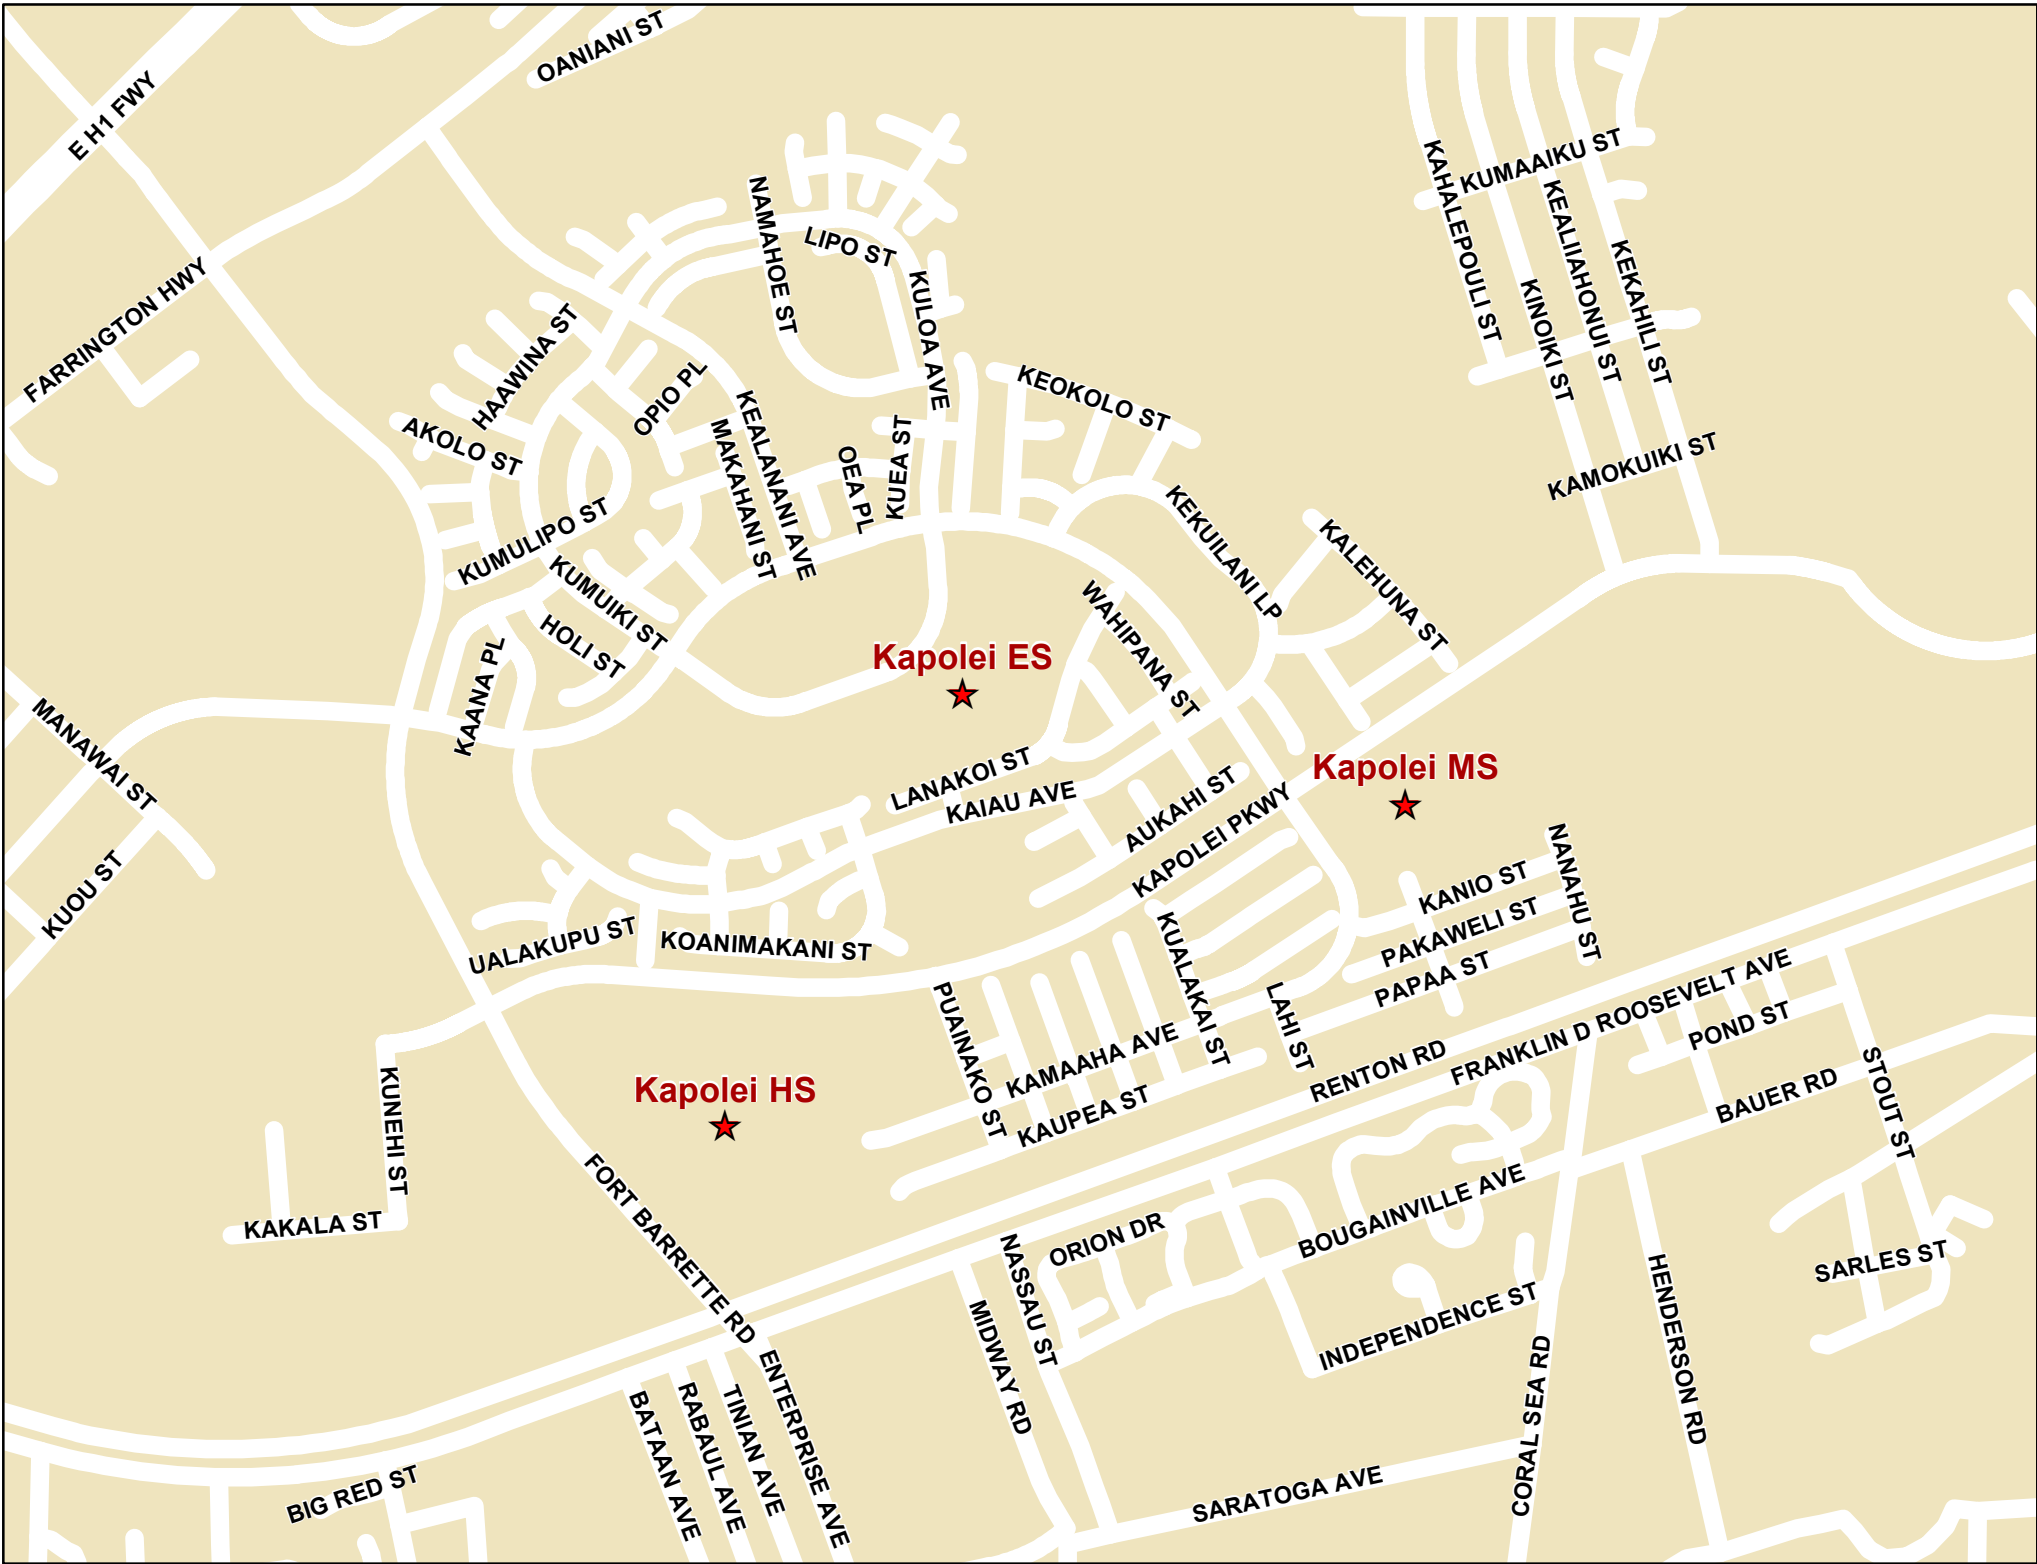 OANIANI ST
E H1 FWY
KUMAAIKU ST
KAHALEPOULI ST
NAMAHOE ST
KEALIIAHONUI ST
LIPO ST
KEKAHILI ST
FARRINGTON HWY
KULOA AVE
KINOIKI ST
HAAWINA ST
OPIO PL
KEOKOLO ST
KEALANANI AVE
AKOLO ST
MAKAHANI ST
KUEA ST
OEA PL
KAMOKUIKI ST
KEKUILANI LP
KUMULIPO ST
KALEHUNA ST
KUMUIKI ST
WAHIPANA ST
HOLI ST
KAANA PL
Kapolei ES
MANAWAI ST
LANAKOI ST
Kapolei MS
KAIAU AVE
AUKAHI ST
KAPOLEI PKWY
NANAHU ST
KUOU ST
KANIO ST
PAKAWELI ST
UALAKUPU ST
KOANIMAKANI ST
KUALAKAI ST
PAPAA ST
FRANKLIN D ROOSEVELT AVE
PUAINAKO ST
LAHI ST
POND ST
KAMAAHA AVE
RENTON RD
STOUT ST
KUNEHI ST
Kapolei HS
KAUPEA ST
BAUER RD
FORT BARRETTE RD
BOUGAINVILLE AVE
KAKALA ST
ORION DR
NASSAU ST
SARLES ST
HENDERSON RD
INDEPENDENCE ST
MIDWAY RD
CORAL SEA RD
ENTERPRISE AVE
TINIAN AVE
RABAUL AVE
BATAAN AVE
BIG RED ST
SARATOGA AVE